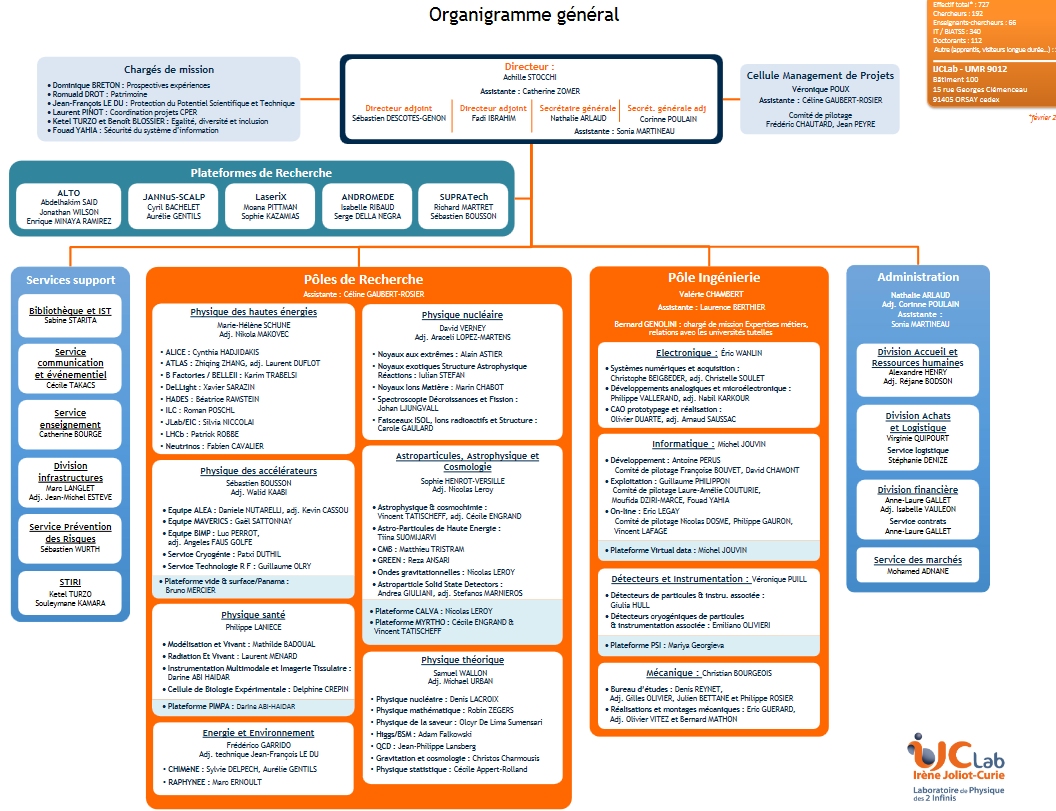 Organigramme général
Effectif total* : 727
Chercheurs : 192
Enseignants-chercheurs : 66
IT / BIATSS : 340
Doctorants : 112
Autre (apprentis, visiteurs longue durée...) :
IJCLab - UMR 9012
Bâtiment 100
15 rue Georges Clémenceau
91405 ORSAY cedex
*février 2
Chargés de mission
• Dominique BRETON : Prospectives expériences
• Romuald DROT : Patrimoine
• Jean-François LE DU : Protection du Potentiel Scientifique et Technique
• Laurent PINOT : Coordination projets CPER
• Ketel TURZO et Benoît BLOSSIER : Egalité, diversité et inclusion
• Fouad YAHIA : Sécurité du système d'information
Directeur :
Achille STOCCHI
Assistante : Catherine ZOMER
Directeur adjoint
Sébastien DESCOTES-GENON
Directeur adjoint
Fadi IBRAHIM
Secrétaire générale
Nathalie ARLAUD
Secrét. générale adj
Corinne POULAIN
Assistante : Sonia MARTINEAU
Cellule Management de Projets
Véronique POUX
Assistante : Céline GAUBERT-ROSIER
Comité de pilotage
Frédéric CHAUTARD, Jean PEYRE
Plateformes de Recherche
ALTO
Abdelhakim SAID
Jonathan WILSON
Enrique MINAYA RAMIREZ
JANNuS-SCALP
Cyril BACHELET
Aurélie GENTILS
LaseriX
Moana PITTMAN
Sophie KAZAMIAS
ANDROMEDE
Isabelle RIBAUD
Serge DELLA NEGRA
SUPRATech
Richard MARTRET
Sébastien BOUSSON
Services support
Bibliothèque et IST
Sabine STARITA
Service
communication
et événementiel
Cécile TAKACS
Service
enseignement
Catherine BOURGE
Division
infrastructures
Marc LANGLET
Adj. Jean-Michel ESTEVE
Service Prévention
des Risques
Sébastien WURTH
STIRI
Ketel TURZO
Souleymane KAMARA
Pôles de Recherche
Assistante : Céline GAUBERT-ROSIER
Physique des hautes énergies
Marie-Hélène SCHUNE
Adj. Nikola MAKOVEC
• ALICE : Cynthia HADJIDAKIS
• ATLAS : Zhiqing ZHANG, adj. Laurent DUFLOT
• B Factories / BELLEII : Karim TRABELSI
• DeLLight : Xavier SARAZIN
• HADES : Béatrice RAMSTEIN
• ILC : Roman POSCHL
• JLab/EIC : Silvia NICCOLAI
• LHCb : Patrick ROBBE
• Neutrinos : Fabien CAVALIER
Physique des accélérateurs
Sébastien BOUSSON
Adj. Walid KAABI
• Equipe ALEA : Daniele NUTARELLI, adj. Kevin CASSOU
• Equipe MAVERICS : Gaël SATTONNAY
• Equipe BIMP : Luc PERROT,
adj. Angeles FAUS GOLFE
• Service Cryogénie : Patxi DUTHIL
• Service Technologie R F : Guillaume OLRY
• Plateforme vide & surface/Panama :
Bruno MERCIER
Physique santé
Philippe LANIECE
• Modélisation et Vivant : Mathilde BADOUAL
• Radiation Et Vivant : Laurent MENARD
• Instrumentation Multimodale et Imagerie Tissulaire :
Darine ABI HAIDAR
• Cellule de Biologie Expérimentale : Delphine CREPIN
• Plateforme PIMPA : Darine ABI-HAIDAR
Energie et Environnement
Frédérico GARRIDO
Adj. technique Jean-François LE DU
• CHIMèNE : Sylvie DELPECH, Aurélie GENTILS
• RAPHYNEE : Marc ERNOULT
Physique nucléaire
David VERNEY
Adj. Araceli LOPEZ-MARTENS
• Noyaux aux extrêmes : Alain ASTIER
• Noyaux exotiques Structure Astrophysique
Réactions : Iulian STEFAN
• Noyaux Ions Matière : Marin CHABOT
• Spectroscopie Décroissances et Fission :
Johan LJUNGVALL
• Faisceaux ISOL, Ions radioactifs et Structure :
Carole GAULARD
Astroparticules, Astrophysique et
Cosmologie
Sophie HENROT-VERSILLE
Adj. Nicolas Leroy
• Astrophysique & cosmochimie :
Vincent TATISCHEFF, adj. Cécile ENGRAND
• Astro-Particules de Haute Energie :
Tiina SUOMIJARVI
• CMB : Matthieu TRISTRAM
• GREEN : Reza ANSARI
• Ondes gravitationnelles : Nicolas LEROY
• Astroparticle Solid State Detectors :
Andrea GIULIANI, adj. Stefanos MARNIEROS
• Plateforme CALVA : Nicolas LEROY
• Plateforme MYRTHO : Cécile ENGRAND &
Vincent TATISCHEFF
Physique théorique
Samuel WALLON
Adj. Michael URBAN
• Physique nucléaire : Denis LACROIX
• Physique mathématique : Robin ZEGERS
• Physique de la saveur : Olcyr De Lima Sumensari
• Higgs/BSM : Adam Falkowski
• QCD : Jean-Philippe Lansberg
• Gravitation et cosmologie : Christos Charmousis
• Physique statistique : Cécile Appert-Rolland
Pôle Ingénierie
Valérie CHAMBERT
Assistante : Laurence BERTHIER
Bernard GENOLINI : chargé de mission Expertises métiers,
relations avec les universités tutelles
Electronique : Éric WANLIN
• Systèmes numériques et acquisition :
Christophe BEIGBEDER, adj. Christelle SOULET
• Développements analogiques et microélectronique :
Philippe VALLERAND, adj. Nabil KARKOUR
• CAO prototypage et réalisation :
Olivier DUARTE, adj. Arnaud SAUSSAC
Informatique : Michel JOUVIN
• Développement : Antoine PERUS
Comité de pilotage Françoise BOUVET, David CHAMONT
• Exploitation : Guillaume PHILIPPON
Comité de pilotage Laure-Amélie COUTURIE,
Moufida DZIRI-MARCE, Fouad YAHIA
• On-line : Eric LEGAY
Comité de pilotage Nicolas DOSME, Philippe GAURON,
Vincent LAFAGE
• Plateforme Virtual data : Michel JOUVIN
Détecteurs et Instrumentation : Véronique PUILL
• Détecteurs de particules & instru. associée :
Giulia HULL
• Détecteurs cryogéniques de particules
& instrumentation associée : Emiliano OLIVIERI
• Plateforme PSI : Mariya Georgieva
Mécanique : Christian BOURGEOIS
• Bureau d'études : Denis REYNET,
Adj. Gilles OLIVIER, Julien BETTANE et Philippe ROSIER
• Réalisations et montages mécaniques : Eric GUERARD,
Adj. Olivier VITEZ et Bernard MATHON
Administration
Nathalie ARLAUD
Adj. Corinne POULAIN
Assistante :
Sonia MARTINEAU
Division Accueil et
Ressources humaines
Alexandre HENRY
Adj. Réjane BODSON
Division Achats
et Logistique
Virginie QUIPOURT
Service logistique
Stéphanie DENIZE
Division financière
Anne-Laure GALLET
Adj. Isabelle VAULEON
Service contrats
Anne-Laure GALLET
Service des marchés
Mohamed ADNANE
iJC Lab
Irène Joliot-Curie
Laboratoire de Physique
des 2 Infinis